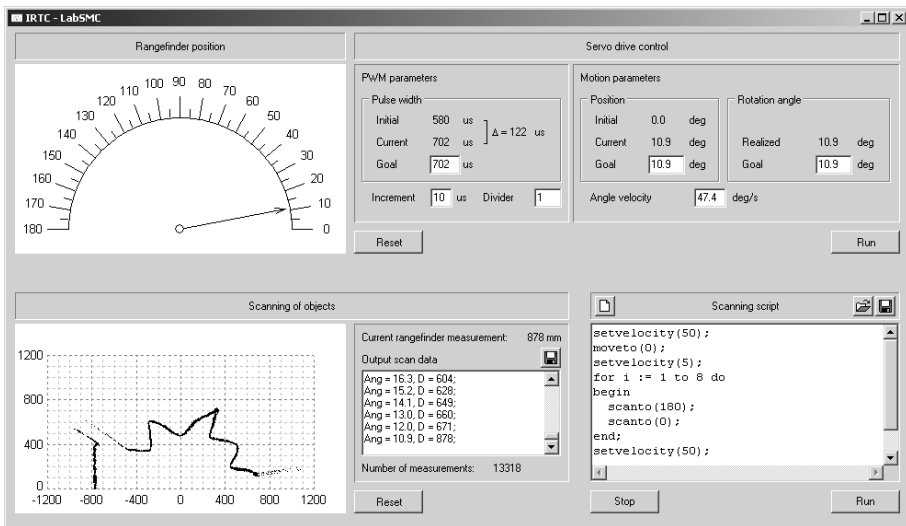 IRTC - LabSMC
Rangefinder position
Servo drive control
180
170
160
150
140
130
120
110
100
90
80
70
60
50
40
30
20
10
0
PWM parameters
Pulse width
Initial 580 us
Current 702 us
Δ = 122 us
Goal 702 us
Increment 10 us Divider 1
Reset
Motion parameters
Position
Initial 0.0 deg
Current 10.9 deg
Goal 10.9 deg
Rotation angle
Realized 10.9 deg
Goal 10.9 deg
Angle velocity 47.4 deg/s
Run
Scanning of objects
1200
800
400
0
-1200 -800 -400 0 400 800 1200
Current rangefinder measurement: 878 mm
Output scan data
Ang = 16.3, D = 604;
Ang = 15.2, D = 628;
Ang = 14.1, D = 649;
Ang = 13.0, D = 660;
Ang = 12.0, D = 671;
Ang = 10.9, D = 878;
Number of measurements: 13318
Reset
Scanning script
setvelocity(50);
moveto(0);
setvelocity(5);
for i := 1 to 8 do
begin
scanto(180);
scanto(0);
end;
setvelocity(50);
Stop
Run